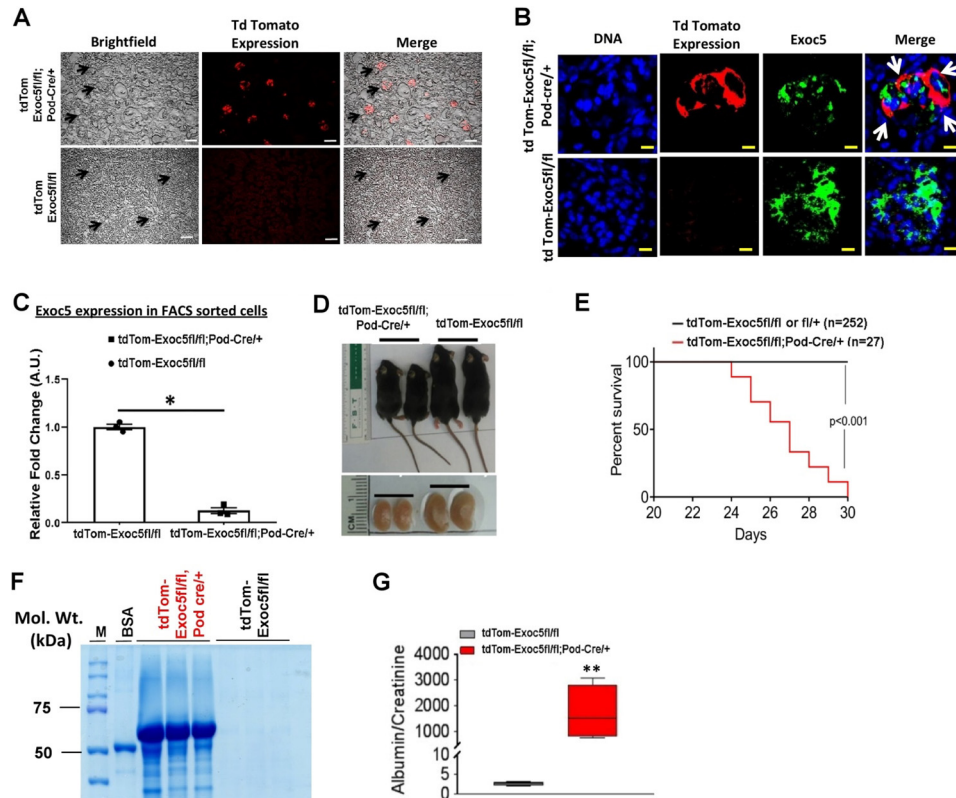 A
Brightfield
Td Tomato
Expression
Merge
tdTom
Exoc5fl/fl;
Pod-Cre/+
tdTom
Exoc5fl/fl
B
DNA
Td Tomato
Expression
Exoc5
Merge
td Tom-Exoc5fl/fl;
Pod-cre/+
td Tom-Exoc5fl/fl
C
Exoc5 expression in FACS sorted cells
tdTom-Exoc5fl/fl;Pod-Cre/+
tdTom-Exoc5fl/fl
Relative Fold Change (A.U.)
1.5
1.0
0.5
0.0
*
tdTom-Exoc5fl/fl
tdTom-Exoc5fl/fl;Pod-Cre/+
D
tdTom-Exoc5fl/fl;
Pod-Cre/+
tdTom-Exoc5fl/fl
CM
1
E
tdTom-Exoc5fl/fl or fl/+ (n=252)
tdTom-Exoc5fl/fl;Pod-Cre/+ (n=27)
Percent survival
100
50
0
p<0.001
20 22 24 26 28 30
Days
F
Mol. Wt.
(kDa)
M
BSA
tdTom-
Exoc5fl/fl,
Pod cre/+
tdTom-
Exoc5fl/fl
75
50
G
tdTom-Exoc5fl/fl
tdTom-Exoc5fl/fl;Pod-Cre/+
Albumin/Creatinine
4000
3000
2000
1000
10
5
0
**